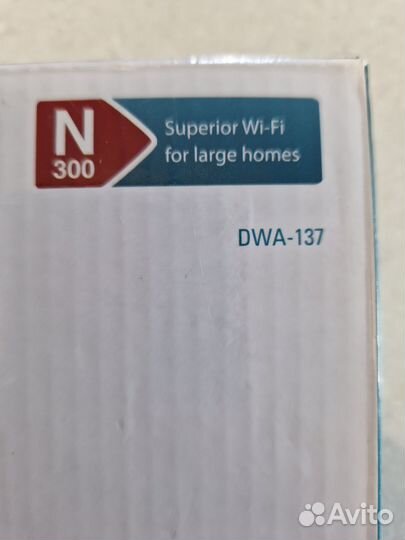 N
300
Superior Wi-Fi
for large homes
DWA-137
Avito